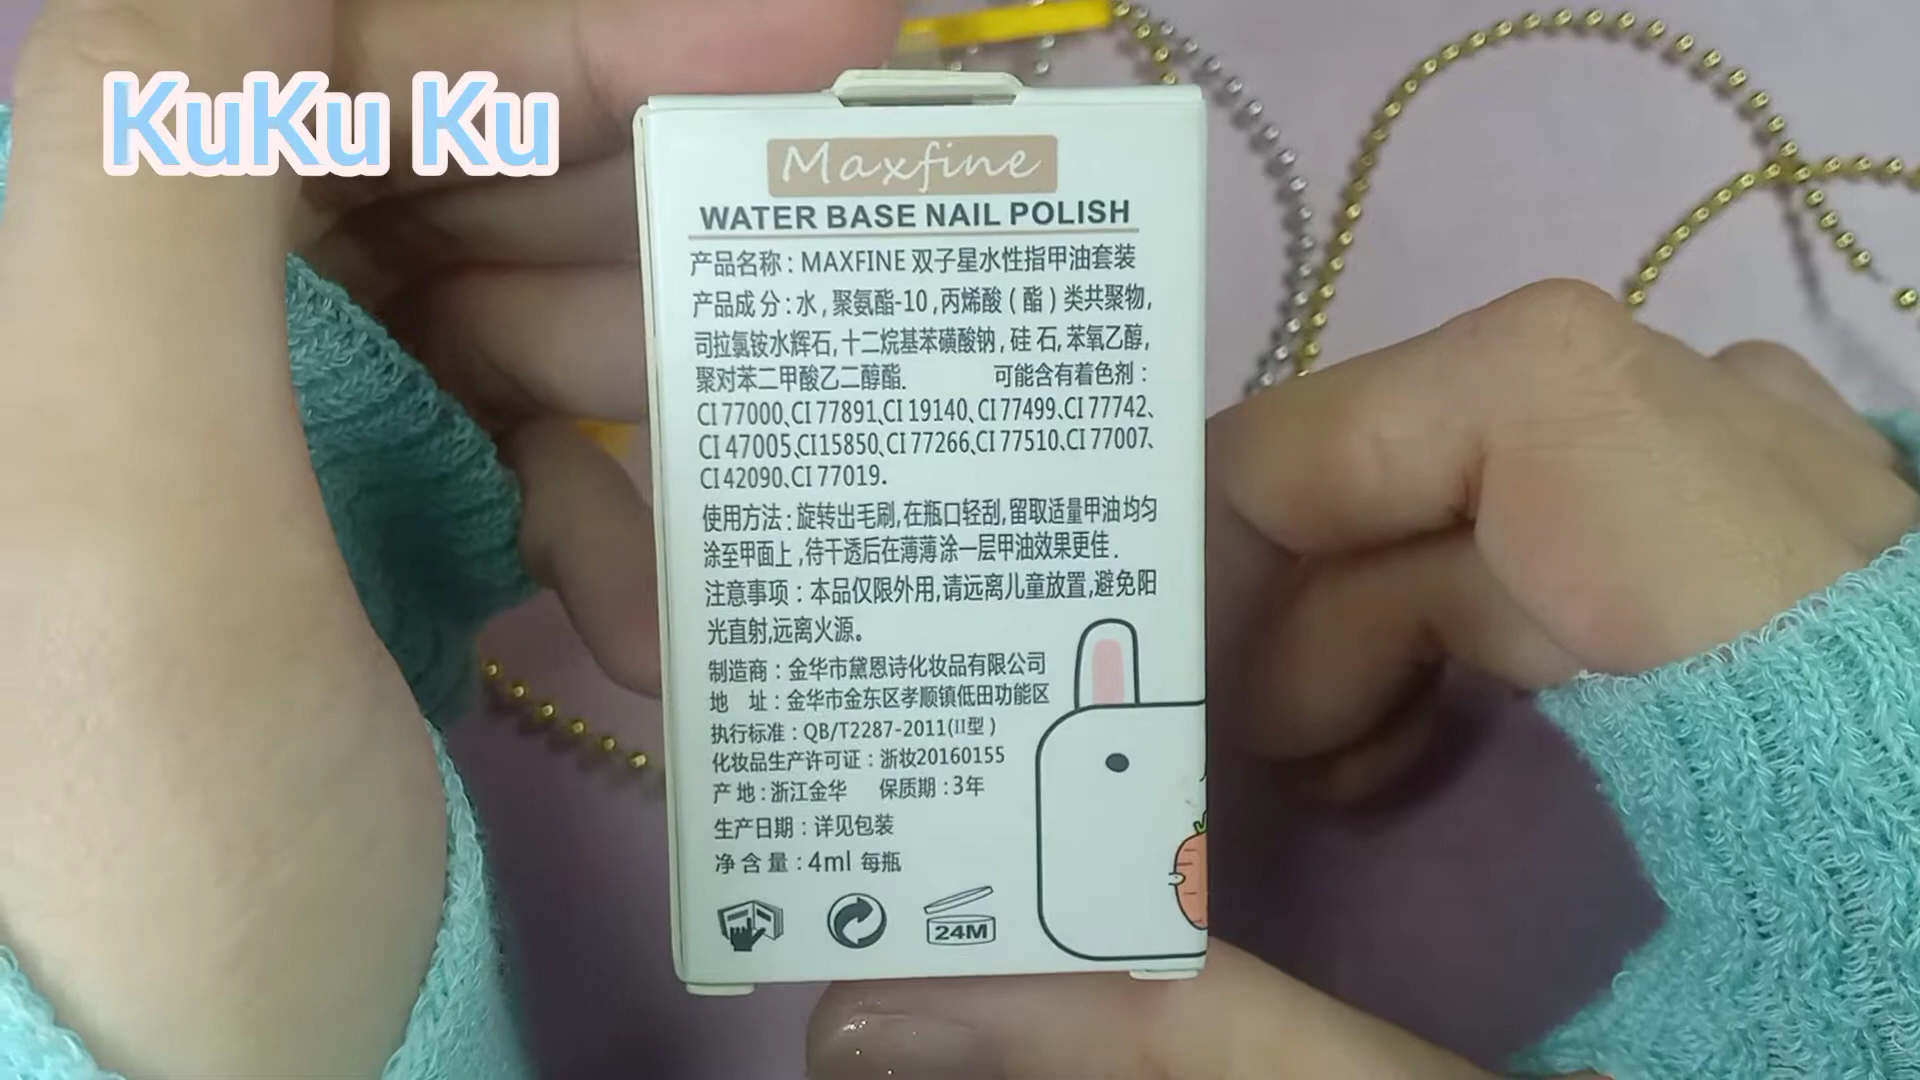 KuKu Ku
Maxfine
WATER BASE NAIL POLISH
产品名称:MAXFINE 双子星水性指甲油套装
产品成分:水,聚氨酯-10,丙烯酸(酯)类共聚物,
司拉氯铵水辉石,十二烷基苯磺酸钠,硅石,苯氧乙醇,
聚对苯二甲酸乙二醇酯. 可能含有着色剂:
CI 77000、CI 77891、CI 19140、CI 77499、CI 77742、
CI 47005、CI15850、CI 77266、CI 77510、CI 77007、
CI 42090、CI 77019.
使用方法:旋转出毛刷,在瓶口轻刮,留取适量甲油均匀
涂至甲面上,待干透后在薄薄涂一层甲油效果更佳.
注意事项:本品仅限外用,请远离儿童放置,避免阳
光直射,远离火源。
制造商:金华市黛恩诗化妆品有限公司
地 址:金华市金东区孝顺镇低田功能区
执行标准:QB/T2287-2011(II型)
化妆品生产许可证:浙妆20160155
产 地:浙江金华 保质期:3年
生产日期:详见包装
净含量:4ml 每瓶
24M